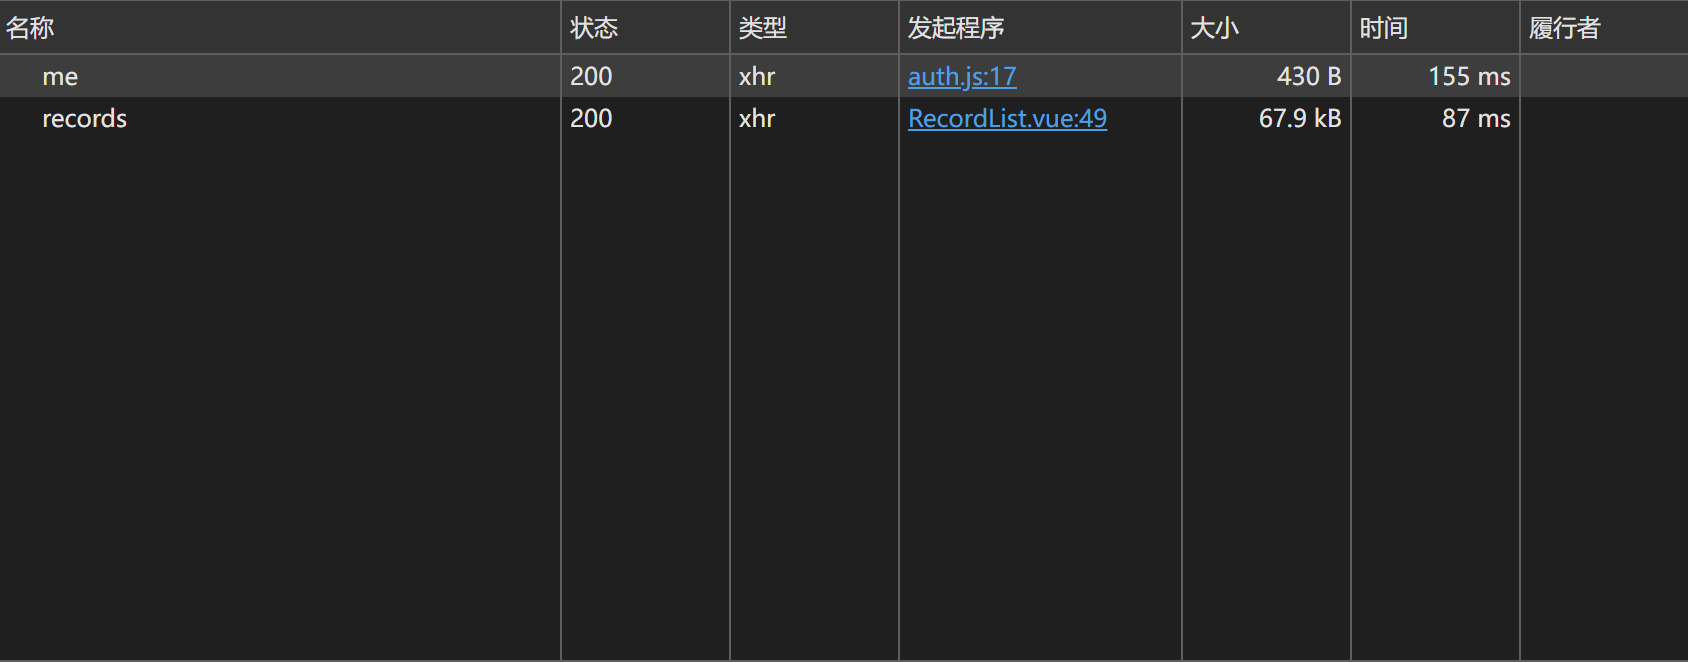 名称 状态 类型 发起程序 大小 时间 履行者
me 200 xhr auth.js:17 430 B 155 ms
records 200 xhr RecordList.vue:49 67.9 kB 87 ms